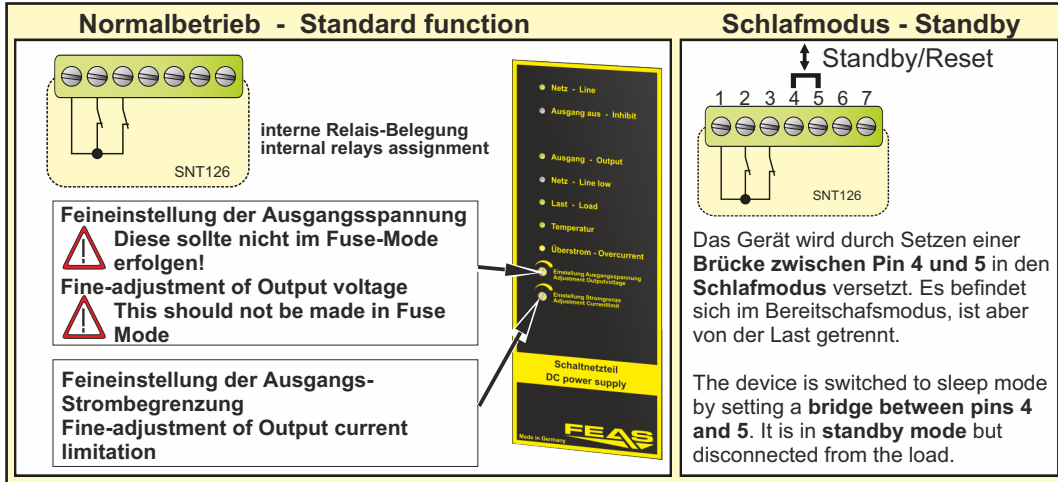 Normalbetrieb - Standard function
SNT126
interne Relais-Belegung
internal relays assignment
Feineinstellung der Ausgangsspannung
Diese sollte nicht im Fuse-Mode
erfolgen!
Fine-adjustment of Output voltage
This should not be made in Fuse
Mode
Feineinstellung der Ausgangs-
Strombegrenzung
Fine-adjustment of Output current
limitation
Netz - Line
Ausgang aus - Inhibit
Ausgang - Output
Netz - Line low
Last - Load
Temperatur
Überstrom - Overcurrent
Einstellung Ausgangsspannung
Adjustment Outputvoltage
Einstellung Stromgrenze
Adjustment Currentlimit
Schaltnetzteil
DC power supply
FEAS
Made in Germany
Schlafmodus - Standby
Standby/Reset
1 2 3 4 5 6 7
SNT126
Das Gerät wird durch Setzen einer
Brücke zwischen Pin 4 und 5 in den
Schlafmodus versetzt. Es befindet
sich im Bereitschafsmodus, ist aber
von der Last getrennt.
The device is switched to sleep mode
by setting a bridge between pins 4
and 5. It is in standby mode but
disconnected from the load.